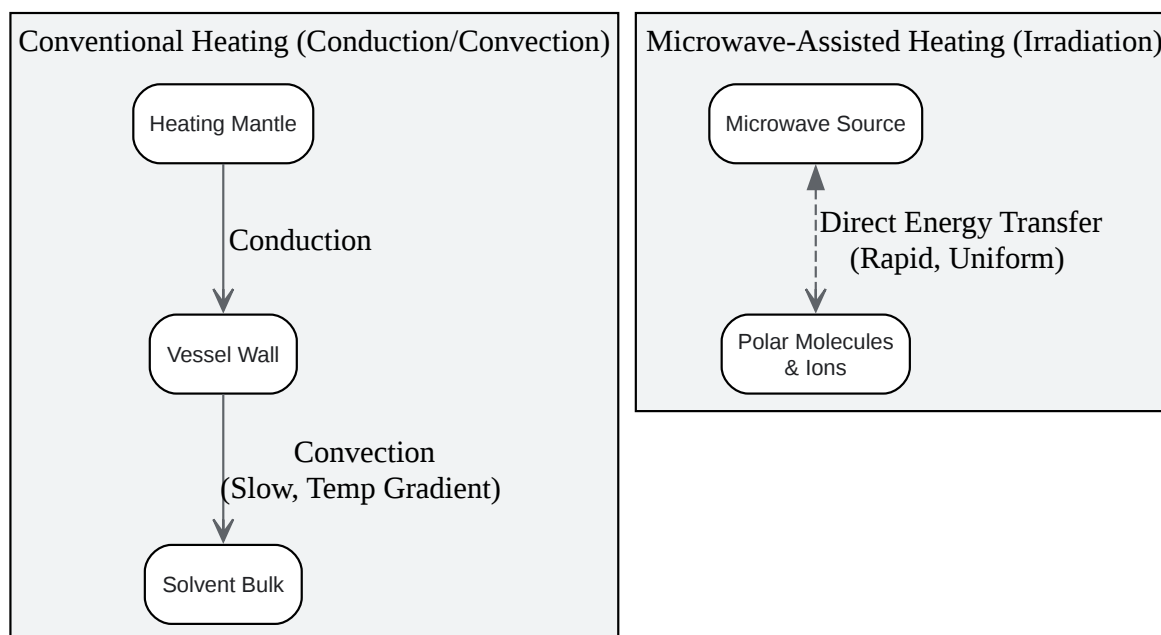 Conventional Heating (Conduction/Convection)
Heating Mantle
Conduction
Vessel Wall
Convection
(Slow, Temp Gradient)
Solvent Bulk
Microwave-Assisted Heating (Irradiation)
Microwave Source
Direct Energy Transfer
(Rapid, Uniform)
Polar Molecules
& Ions